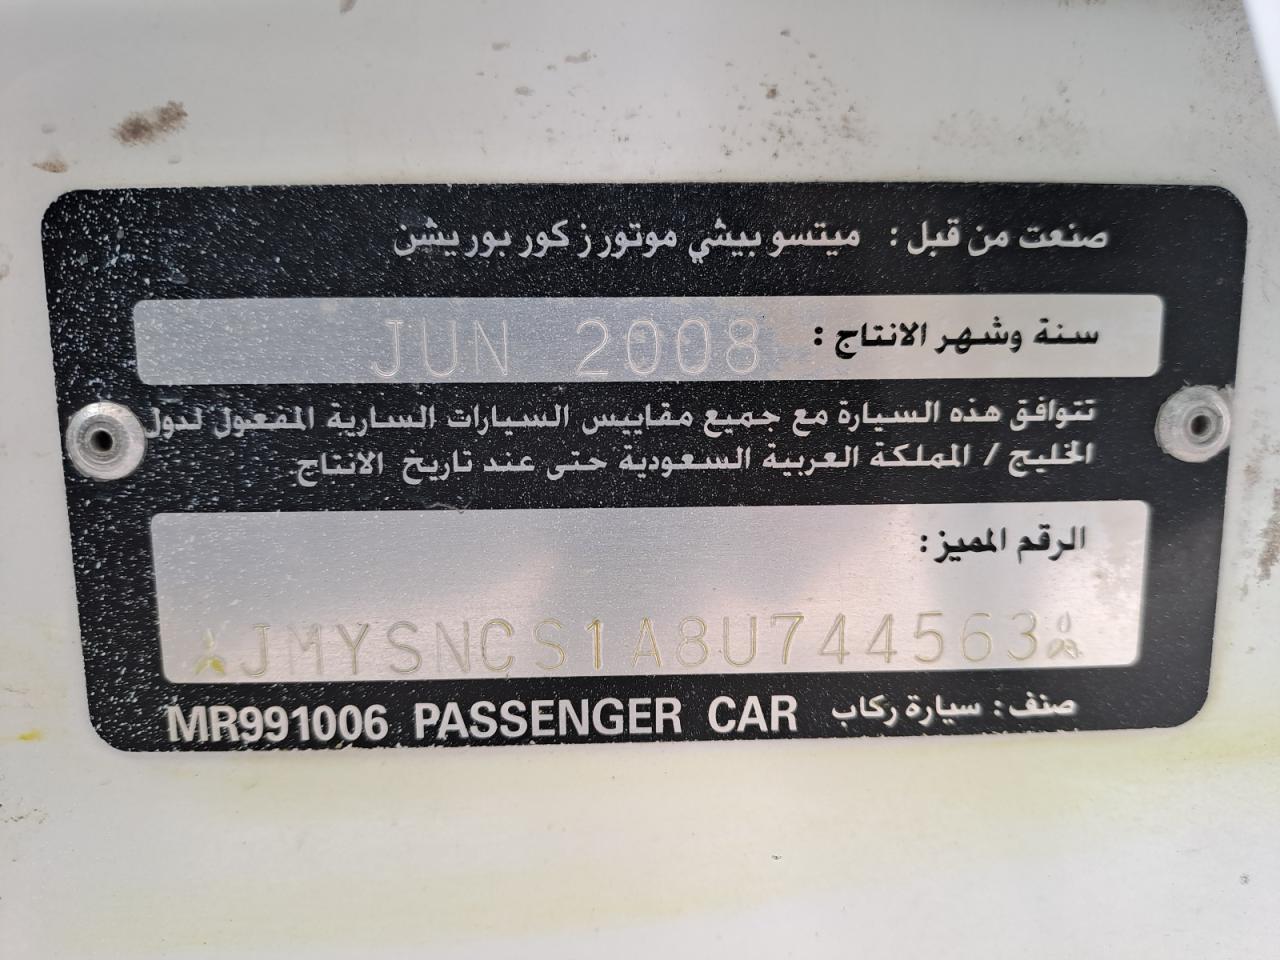 صنعت من قبل : ميتسو بيشي موتورز كور بوريشن
سنة وشهر الانتاج : JUN 2008
تتوافق هذه السيارة مع جميع مقاييس السيارات السارية المفعول لدول
الخليج / المملكة العربية السعودية حتى عند تاريخ الانتاج.
الرقم المميز :
JMYSNCS1A8U744563
صنف : سيارة ركاب MR991006 PASSENGER CAR